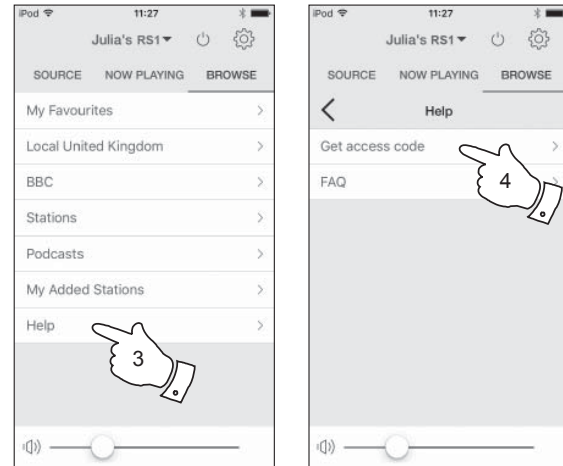 iPod 11:27
Julia's RS1
SOURCE NOW PLAYING BROWSE
My Favourites
Local United Kingdom
BBC
Stations
Podcasts
My Added Stations
Help
3
iPod 11:27
Julia's RS1
SOURCE NOW PLAYING BROWSE
Help
Get access code
FAQ
4